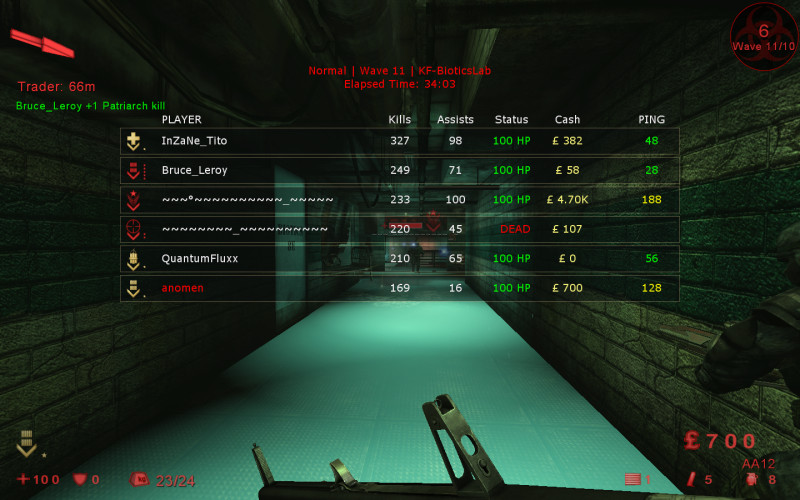 6
Wave 11/10
Normal | Wave 11 | KF-BioticsLab
Elapsed Time: 34:03
Trader: 66m
Bruce_Leroy +1 Patriarch kill
PLAYER Kills Assists Status Cash PING
InZaNe_Tito 327 98 100 HP £ 382 48
Bruce_Leroy 249 71 100 HP £ 58 28
~~~°~~~~~~~~~~_~~~~~ 233 100 100 HP £ 4.70K 188
~~~~~~~~_~~~~~~~~~~ 220 45 DEAD £ 107
QuantumFluxx 210 65 100 HP £ 0 56
anomen 169 16 100 HP £ 700 128
£700
AA12
+100 0 23/24 1 5 8